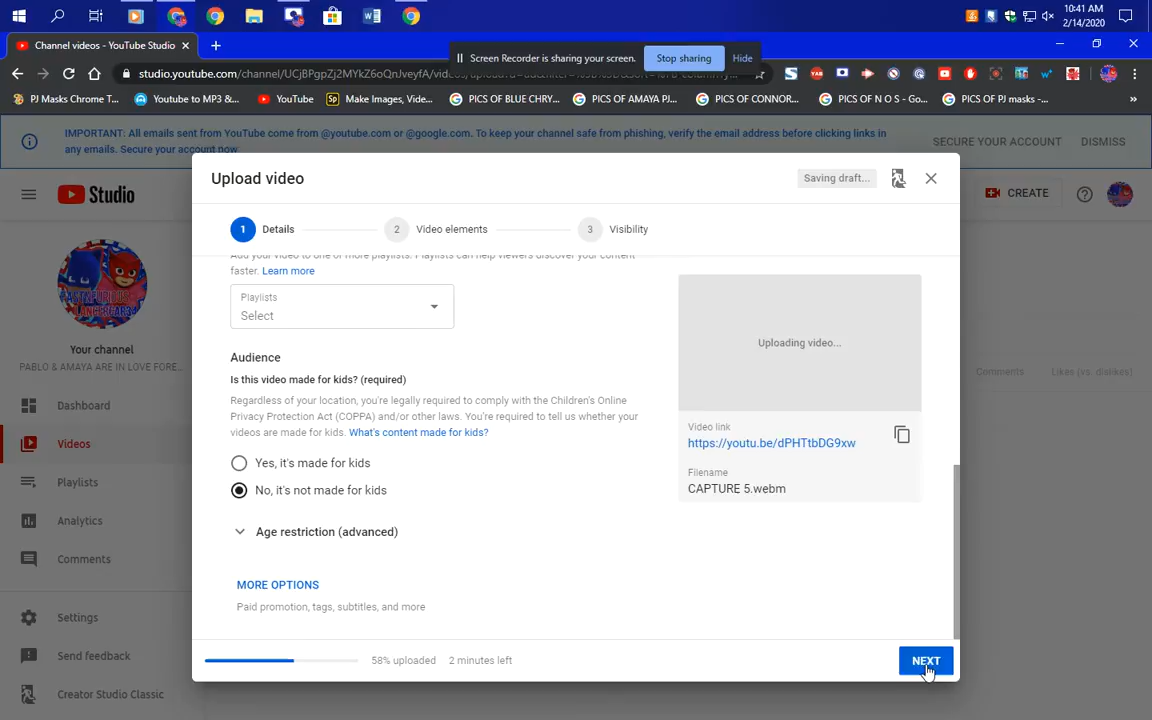 10:41 AM
2/14/2020
Channel videos - YouTube Studio
Screen Recorder is sharing your screen.
Stop sharing
Hide
PJ Masks Chrome T...
Youtube to MP3 &...
YouTube
Sp
Make Images, Vide...
PICS OF BLUE CHRY...
PICS OF AMAYA PJ...
PICS OF CONNOR...
PICS OF N O S - Go...
PICS OF PJ masks -...
IMPORTANT: All emails sent from YouTube come from @youtube.com or @google.com. To keep your channel safe from phishing, verify the email address before clicking links in
any emails. Secure your account now
SECURE YOUR ACCOUNT
DISMISS
Studio
CREATE
Upload video
Saving draft...
1 Details
2 Video elements
3 Visibility
Add your video to one or more playlists. Playlists can help viewers discover your content
faster. Learn more
Playlists
Select
Audience
Is this video made for kids? (required)
Regardless of your location, you're legally required to comply with the Children's Online
Privacy Protection Act (COPPA) and/or other laws. You're required to tell us whether your
videos are made for kids. What's content made for kids?
Yes, it's made for kids
No, it's not made for kids
Age restriction (advanced)
MORE OPTIONS
Paid promotion, tags, subtitles, and more
Uploading video...
Video link
https://youtu.be/dPHTtbDG9xw
Filename
CAPTURE 5.webm
58% uploaded
2 minutes left
NEXT
Your channel
PABLO & AMAYA ARE IN LOVE FORE...
Dashboard
Videos
Playlists
Analytics
Comments
Settings
Send feedback
Creator Studio Classic
Comments
Likes (vs. dislikes)